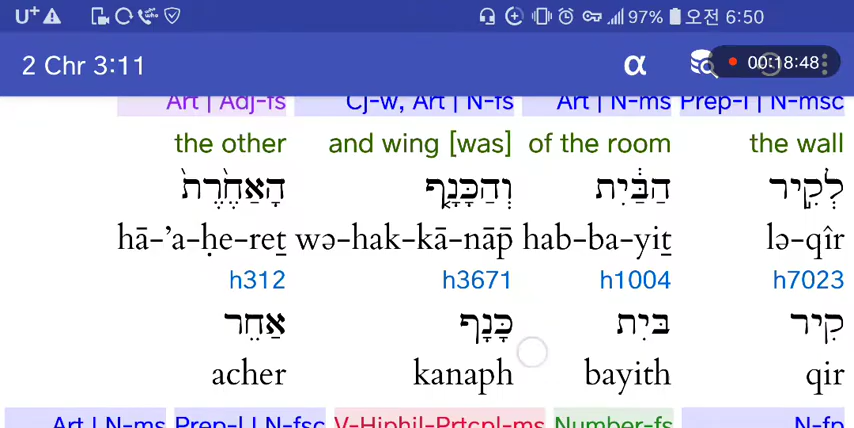 U+ 97% 오전 6:50
2 Chr 3:11 α 00:18:48
Art | Adj-fs Cj-w, Art | N-fs Art | N-ms Prep-l | N-msc
the other and wing [was] of the room the wall
הָאַחֶ֙רֶת֙ וְהַכָּנָ֤ף הַבַּ֔יִת לְקִ֣יר
hā-’a-ḥe-reṯ wə-hak-kā-nāp̄ hab-ba-yiṯ lə-qîr
h312 h3671 h1004 h7023
אַחֵר כָּנָף בּיִת קִיר
acher kanaph bayith qir
Art | N-ms Prep-l | N-fsc V-Hiphil-Prtcpl-ms Number-fs N-fp